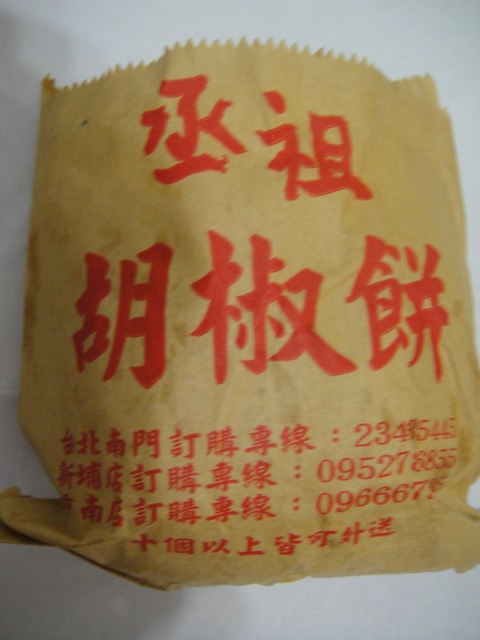 丞祖
胡椒餅
台北南門訂購專線：23485445
新埔店訂購專線：0952788
南店訂購專線：096667
十個以上皆可外送